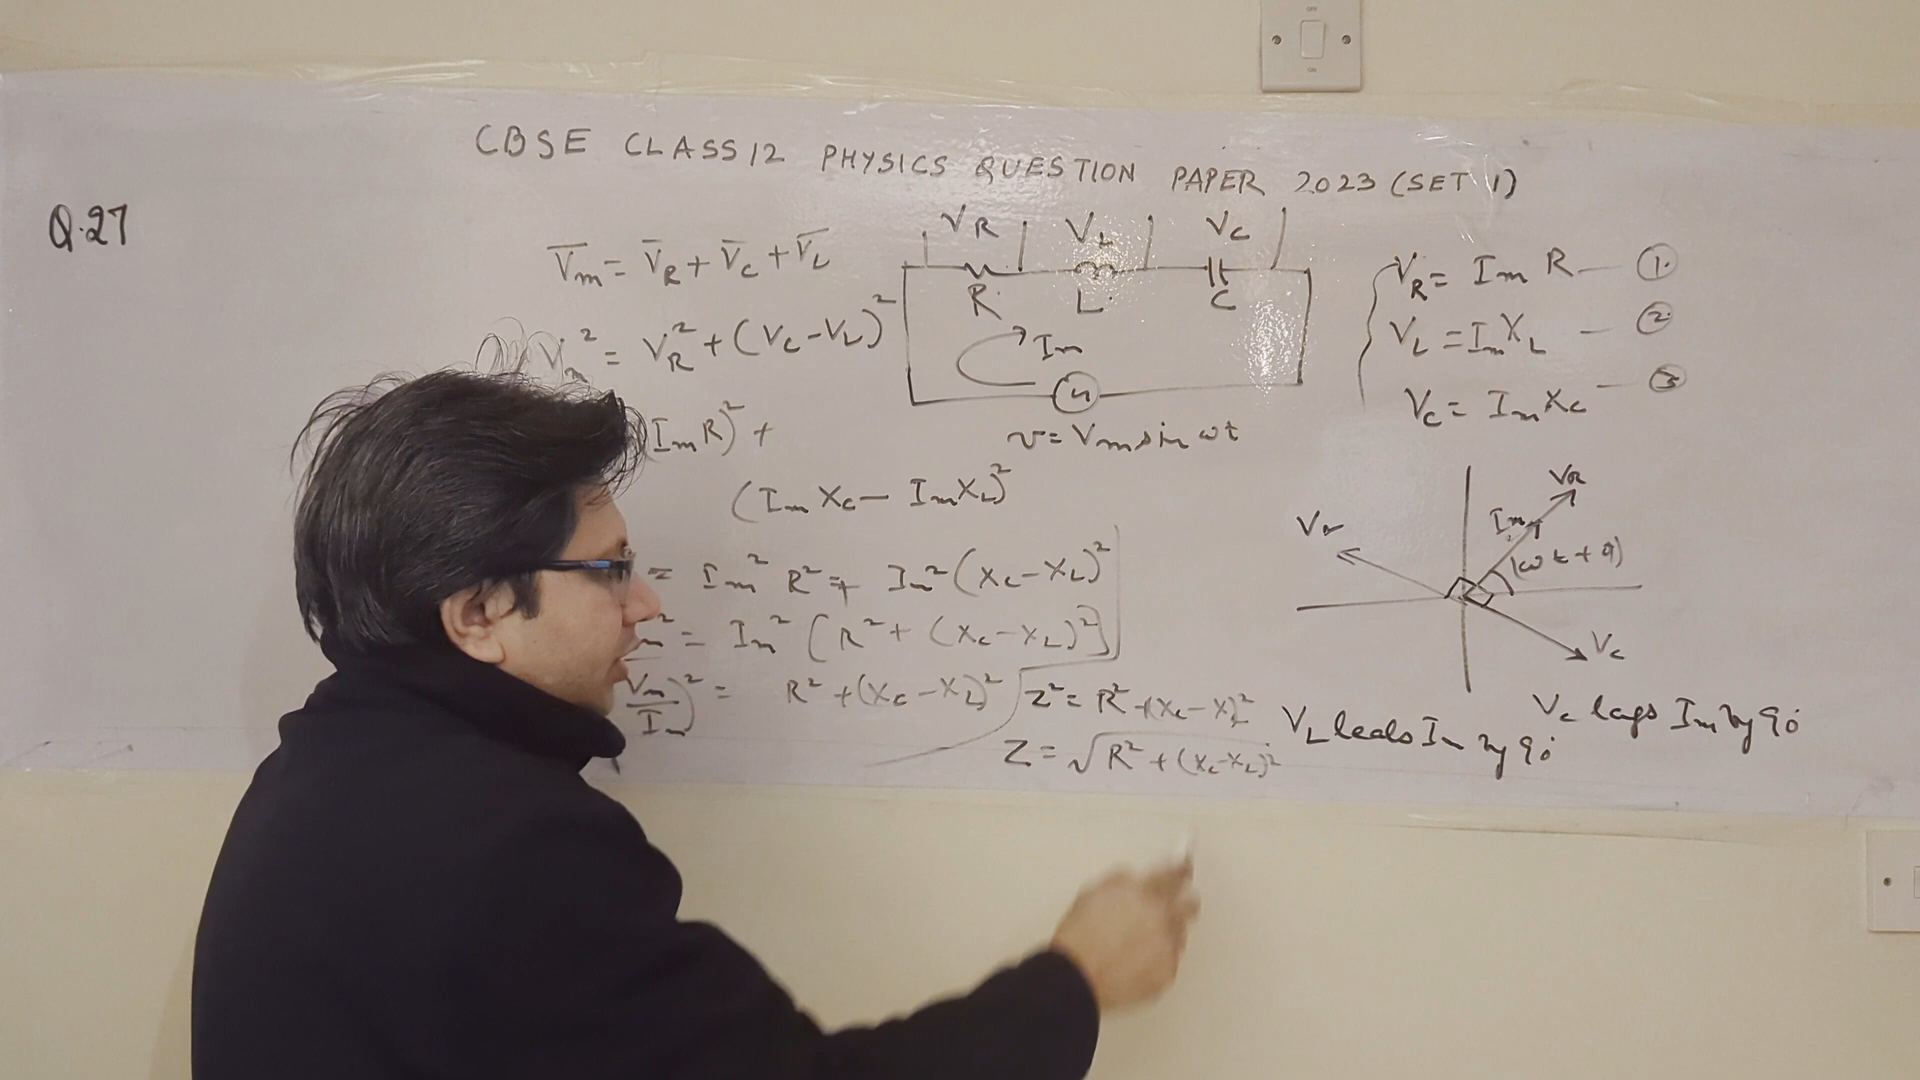 CBSE CLASS 12 PHYSICS QUESTION PAPER 2023 (SET 1)
Q.27
V̅m = V̅R + V̅C + V̅L
Vm² = VR² + (VC - VL)²
(Im R)² +
(Im XC - Im XL)²
= Im² R² + Im² (XC - XL)²
= Im² (R² + (XC - XL)²)
(Vm/Im)² = R² + (XC - XL)²
Z² = R² + (XC - XL)²
Z = √R² + (XC - XL)²
VR VL VC
R L C
Im
v = Vm sin ωt
VR = Im R — 1.
VL = Im XL — 2.
VC = Im XC — 3
VR
Im
(ωt + φ)
VC
VL leads Im by 90°
VC lags Im by 90°